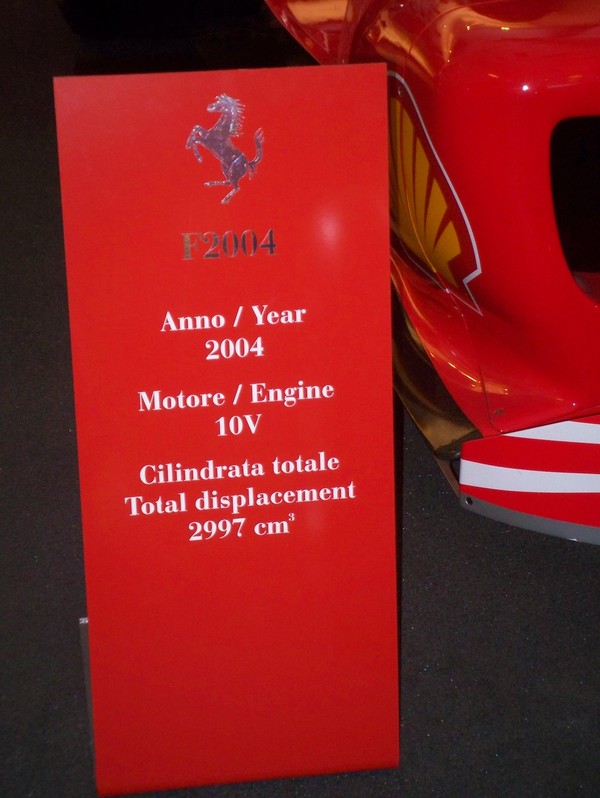 F2004
Anno / Year
2004
Motore / Engine
10V
Cilindrata totale
Total displacement
2997 cm³